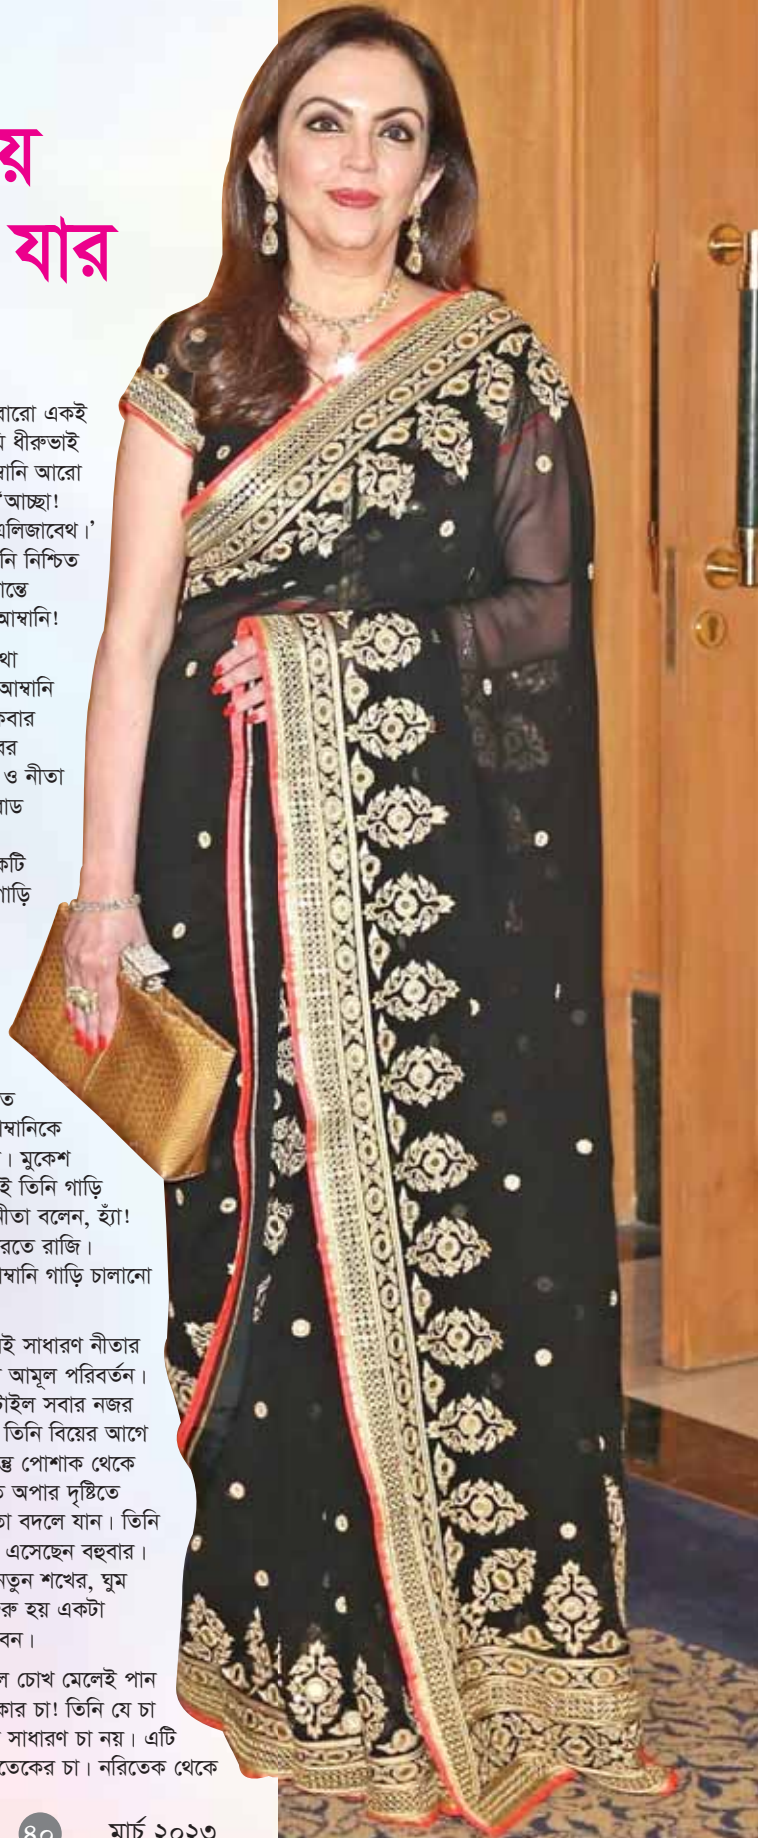 য়
যার
বারো একই
ধীরুভাই
ম্বানি আরো
‘আচ্ছা!
এলিজাবেথ।’
নি নিশ্চিত
ান্তে
আম্বানি!
থা
আম্বানি
কবার
বর
ও নীতা
রাড
কটি
গাড়ি
ত
ম্বানিকে
। মুকেশ
ই তিনি গাড়ি
নীতা বলেন, হ্যাঁ!
রতে রাজি।
ম্বানি গাড়ি চালানো
ই সাধারণ নীতার
আমূল পরিবর্তন।
টাইল সবার নজর
তিনি বিয়ের আগে
ন্তু পোশাক থেকে
ত অপার দৃষ্টিতে
তা বদলে যান। তিনি
এসেছেন বহুবার।
নতুন শখের, ঘুম
রু হয় একটা
বন।
ল চোখ মেলেই পান
কার চা! তিনি যে চা
সাধারণ চা নয়। এটি
তেকের চা। নরিতেক থেকে
৪০ মার্চ ২০২৩